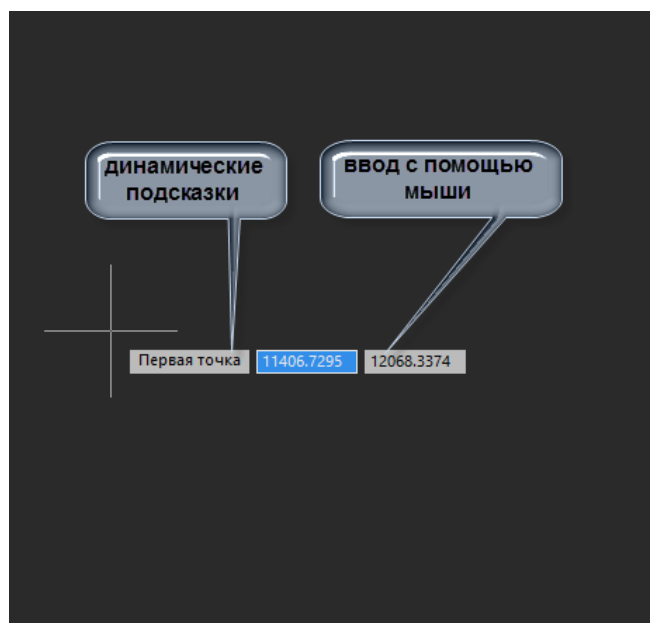 динамические
подсказки
ввод с помощью
мыши
Первая точка 11406.7295 12068.3374